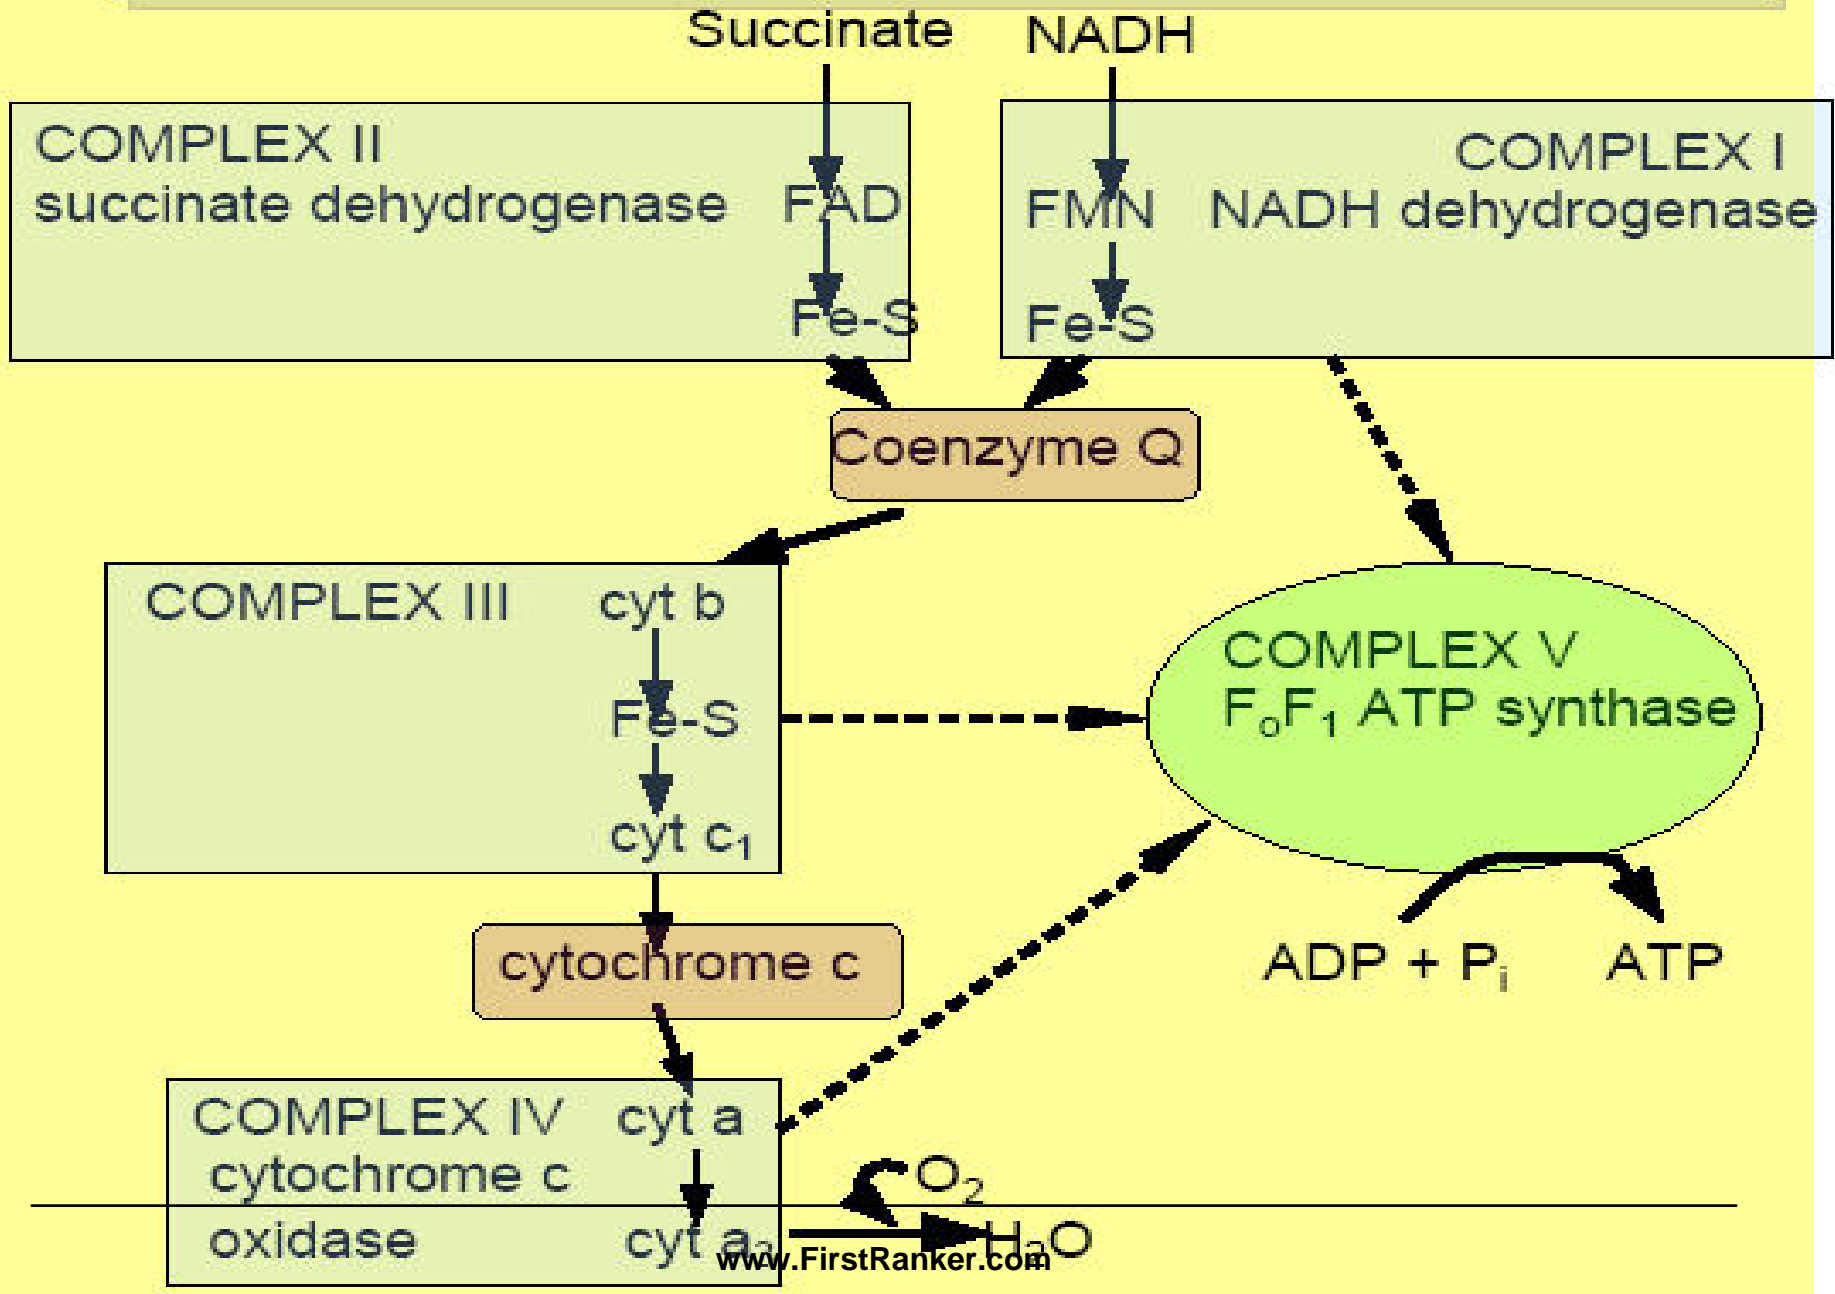 Succinate
NADH
COMPLEX II
succinate dehydrogenase FAD
Fe-S
COMPLEX I
FMN NADH dehydrogenase
Fe-S
Coenzyme Q
COMPLEX III cyt b
Fe-S
cyt c₁
COMPLEX V
FₒF₁ ATP synthase
ADP + Pᵢ ATP
cytochrome c
COMPLEX IV cyt a
cytochrome c
oxidase cyt a₃
O₂
H₂O
www.FirstRanker.com